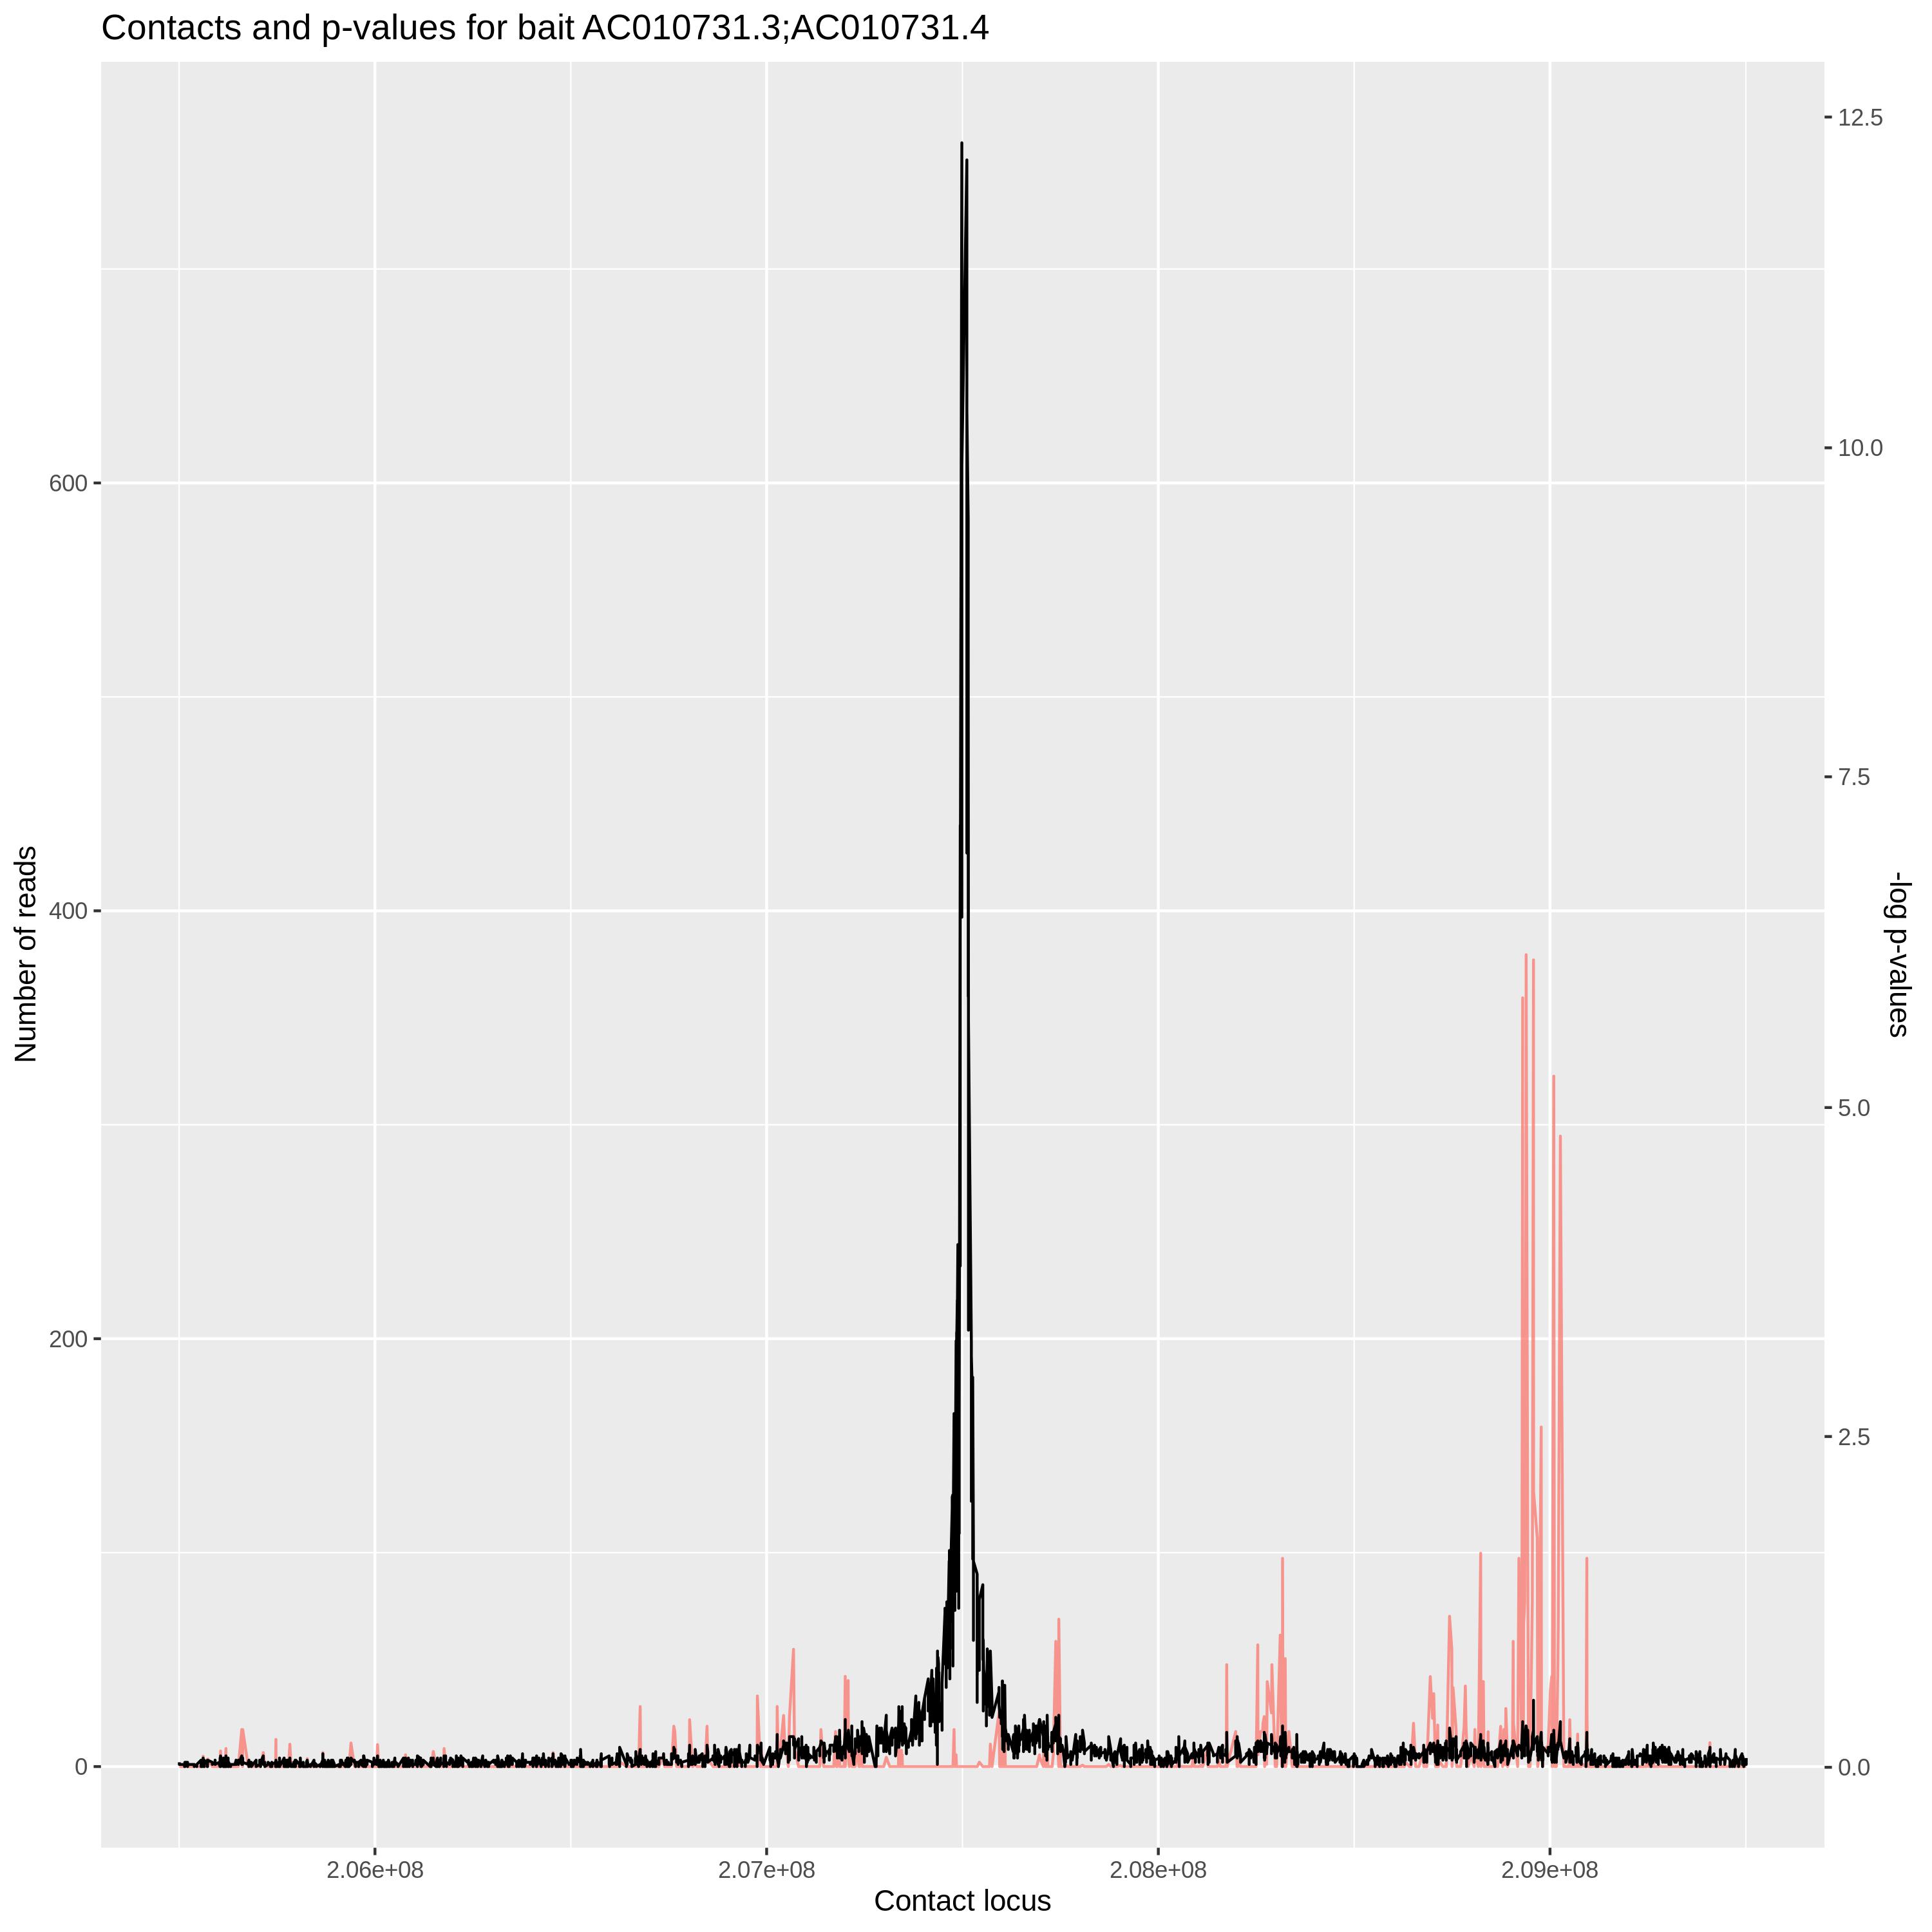 Contacts and p-values for bait AC010731.3;AC010731.4
12.5
10.0
600
7.5
400
5.0
200
2.5
0
0.0
Number of reads
-log p-values
2.06e+08 2.07e+08 2.08e+08 2.09e+08
Contact locus